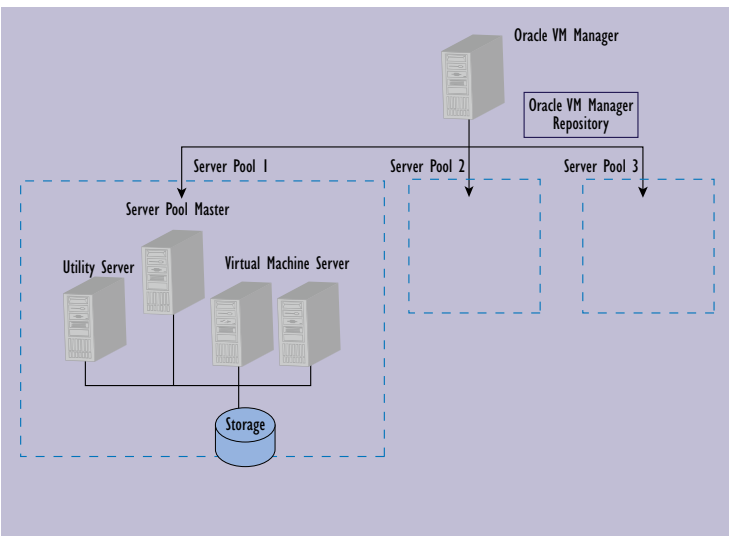 Oracle VM Manager
Oracle VM Manager
Repository
Server Pool 1
Server Pool 2
Server Pool 3
Server Pool Master
Utility Server
Virtual Machine Server
Storage